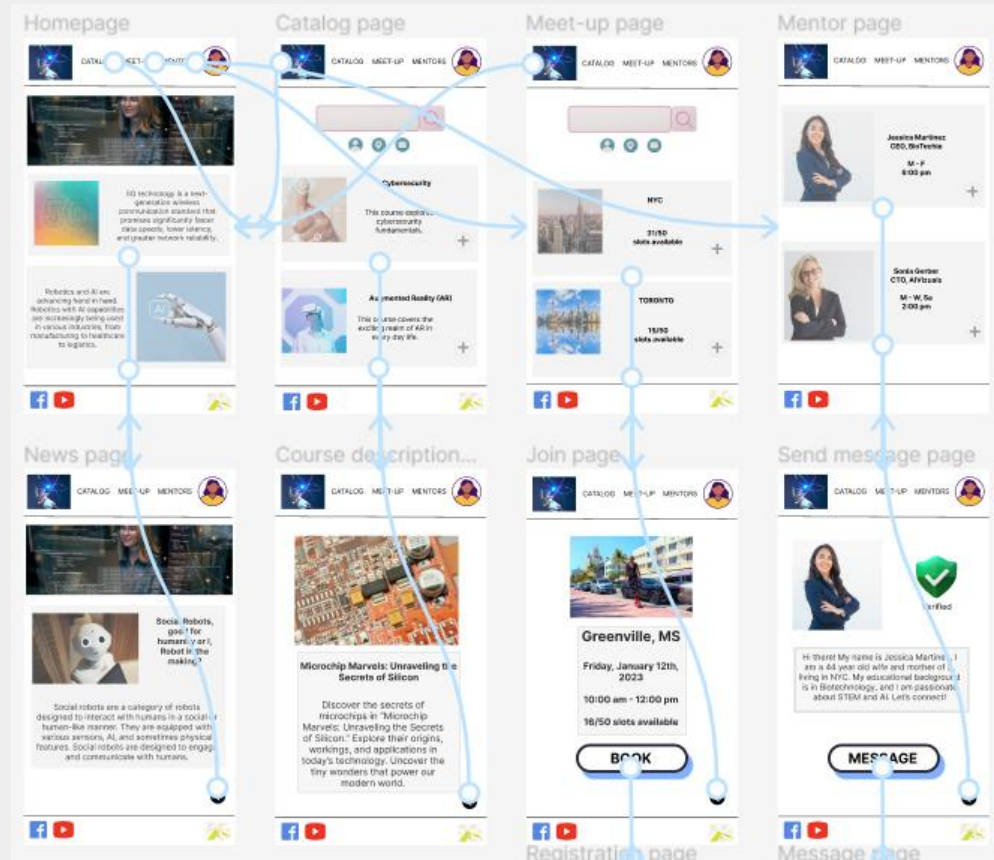 Homepage
Catalog page
Meet-up page
Mentor page
CATALOG MEET-UP MENTORS
CATALOG MEET-UP MENTORS
CATALOG MEET-UP MENTORS
5G technology is a next-
generation wireless
communication standard that
promises significantly faster
data speeds, lower latency,
and greater network reliability.
Robotics and AI are
advancing hand in hand.
Robotics with AI capabilities
are increasingly being used
in various industries, from
manufacturing to healthcare
to logistics.
AI
Cybersecurity
This course explores
cybersecurity
fundamentals.
+
Augmented Reality (AR)
This course covers the
exciting realm of AR in
every day life.
+
NYC
31/50
slots available
+
TORONTO
15/50
slots available
+
Jessica Martinez
CEO, BioTechia
M - F
6:00 pm
+
Sonia Gerber
CTO, AIVizuals
M - W, Sa
2:00 pm
+
News page
Course description...
Join page
Send message page
CATALOG MEET-UP MENTORS
CATALOG MEET-UP MENTORS
CATALOG MEET-UP MENTORS
CATALOG MEET-UP MENTORS
Social Robots,
good for
humanity or I,
Robot in the
making?
Social robots are a category of robots
designed to interact with humans in a social or
human-like manner. They are equipped with
various sensors, AI, and sometimes physical
features. Social robots are designed to engage
and communicate with humans.
Microchip Marvels: Unraveling the
Secrets of Silicon
Discover the secrets of
microchips in "Microchip
Marvels: Unraveling the Secrets
of Silicon." Explore their origins,
workings, and applications in
today's technology. Uncover the
tiny wonders that power our
modern world.
Greenville, MS
Friday, January 12th,
2023
10:00 am - 12:00 pm
16/50 slots available
BOOK
Verified
Hi there! My name is Jessica Martinez, I
am a 44 year old wife and mother of
living in NYC. My educational background
is in Biotechnology, and I am passionate
about STEM and AI. Let's connect!
MESSAGE
Registration page
Message page